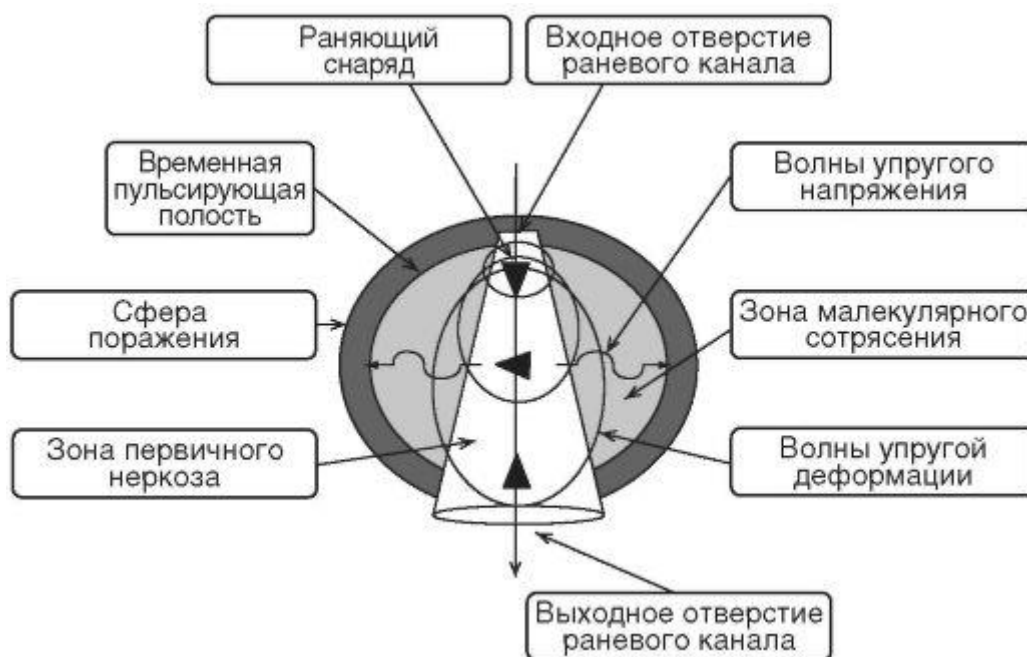 Раняющий
снаряд
Входное отверстие
раневого канала
Временная
пульсирующая
полость
Волны упругого
напряжения
Сфера
поражения
Зона малекулярного
сотрясения
Зона первичного
неркоза
Волны упругой
деформации
Выходное отверстие
раневого канала